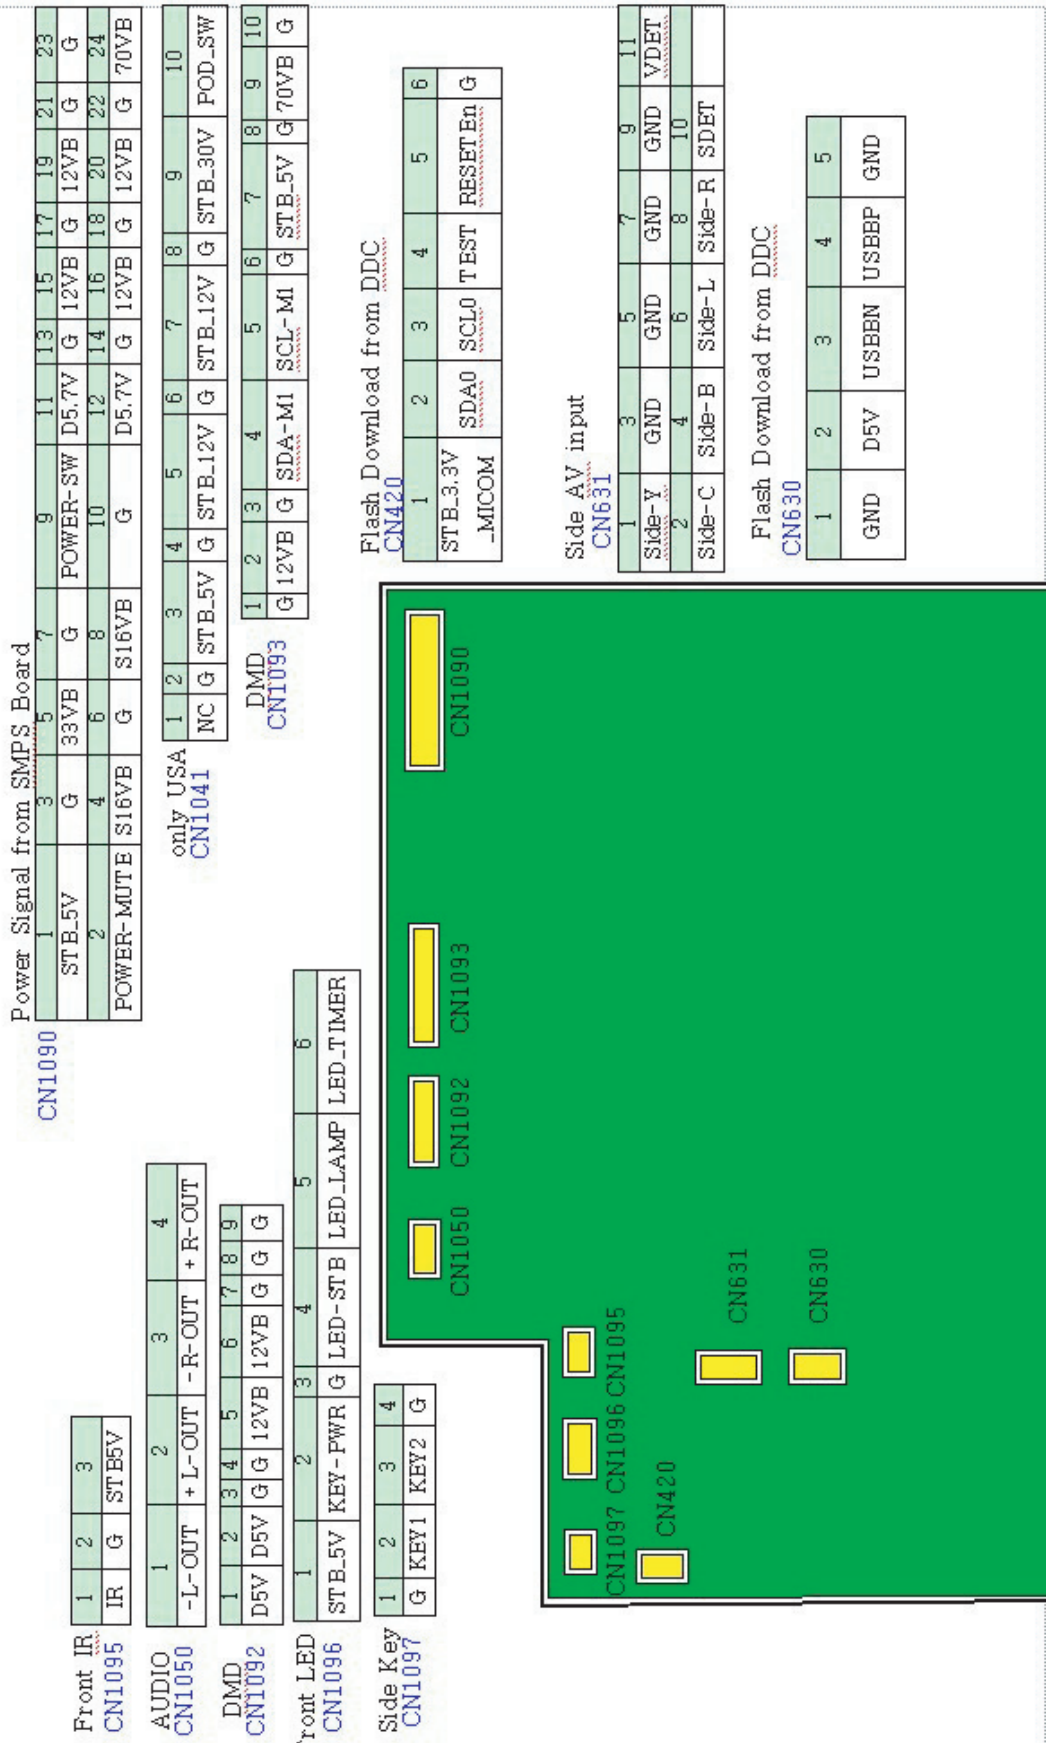 Power Signal from SMPS Board
CN1090
1 3 5 7 9 11 13 15 17 19 21 23
STB_5V G 33VB G POWER-SW D5.7V G 12VB G 12VB G G
2 4 6 8 10 12 14 16 18 20 22 24
POWER-MUTE S16VB G S16VB G D5.7V G 12VB G 12VB G 70VB
only USA
CN1041
1 2 3 4 5 6 7 8 9 10
NC G STB_5V G STB_12V G STB_12V G STB_30V POD_SW
DMD
CN1093
1 2 3 4 5 6 7 8 9 10
G 12VB G SDA-M1 SCL-M1 G STB_5V G 70VB G
Front IR
CN1095
1 2 3
IR G STB5V
AUDIO
CN1050
1 2 3 4
-L-OUT +L-OUT -R-OUT +R-OUT
DMD
CN1092
1 2 3 4 5 6 7 8 9
D5V D5V G G 12VB 12VB G G G
ront LED
CN1096
1 2 3 4 5 6
STB_5V KEY-PWR G LED-STB LED_LAMP LED_TIMER
Side Key
CN1097
1 2 3 4
G KEY1 KEY2 G
Flash Download from DDC
CN420
1 2 3 4 5 6
STB_3.3V _MICOM SDA0 SCL0 TEST RESETEn G
Side AV input
CN631
1 3 5 7 9 11
Side-Y GND GND GND GND VDET
2 4 6 8 10
Side-C Side-B Side-L Side-R SDET
Flash Download from DDC
CN630
1 2 3 4 5
GND D5V USBBN USBBP GND
CN1050
CN1092
CN1093
CN1090
CN1097
CN1096
CN1095
CN420
CN631
CN630